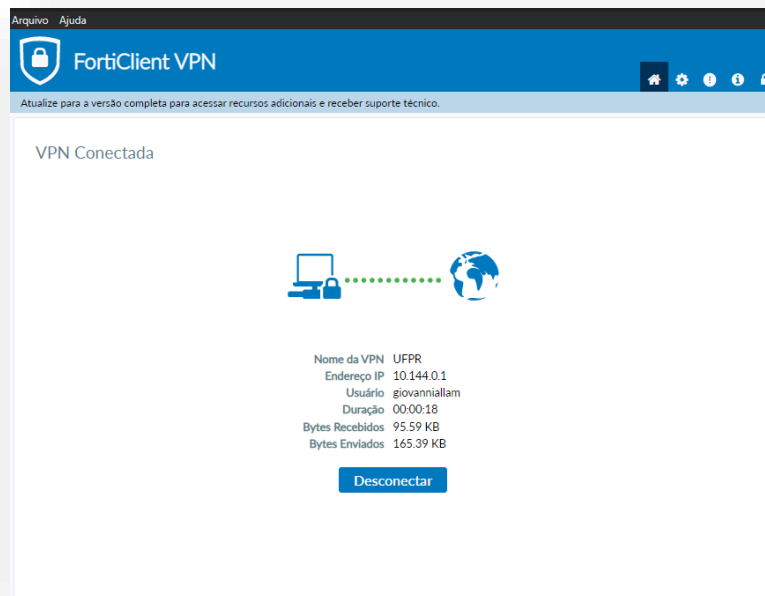 Arquivo Ajuda
FortiClient VPN
Atualize para a versão completa para acessar recursos adicionais e receber suporte técnico.
VPN Conectada
Nome da VPN UFPR
Endereço IP 10.144.0.1
Usuário giovanniallam
Duração 00:00:18
Bytes Recebidos 95.59 KB
Bytes Enviados 165.39 KB
Desconectar